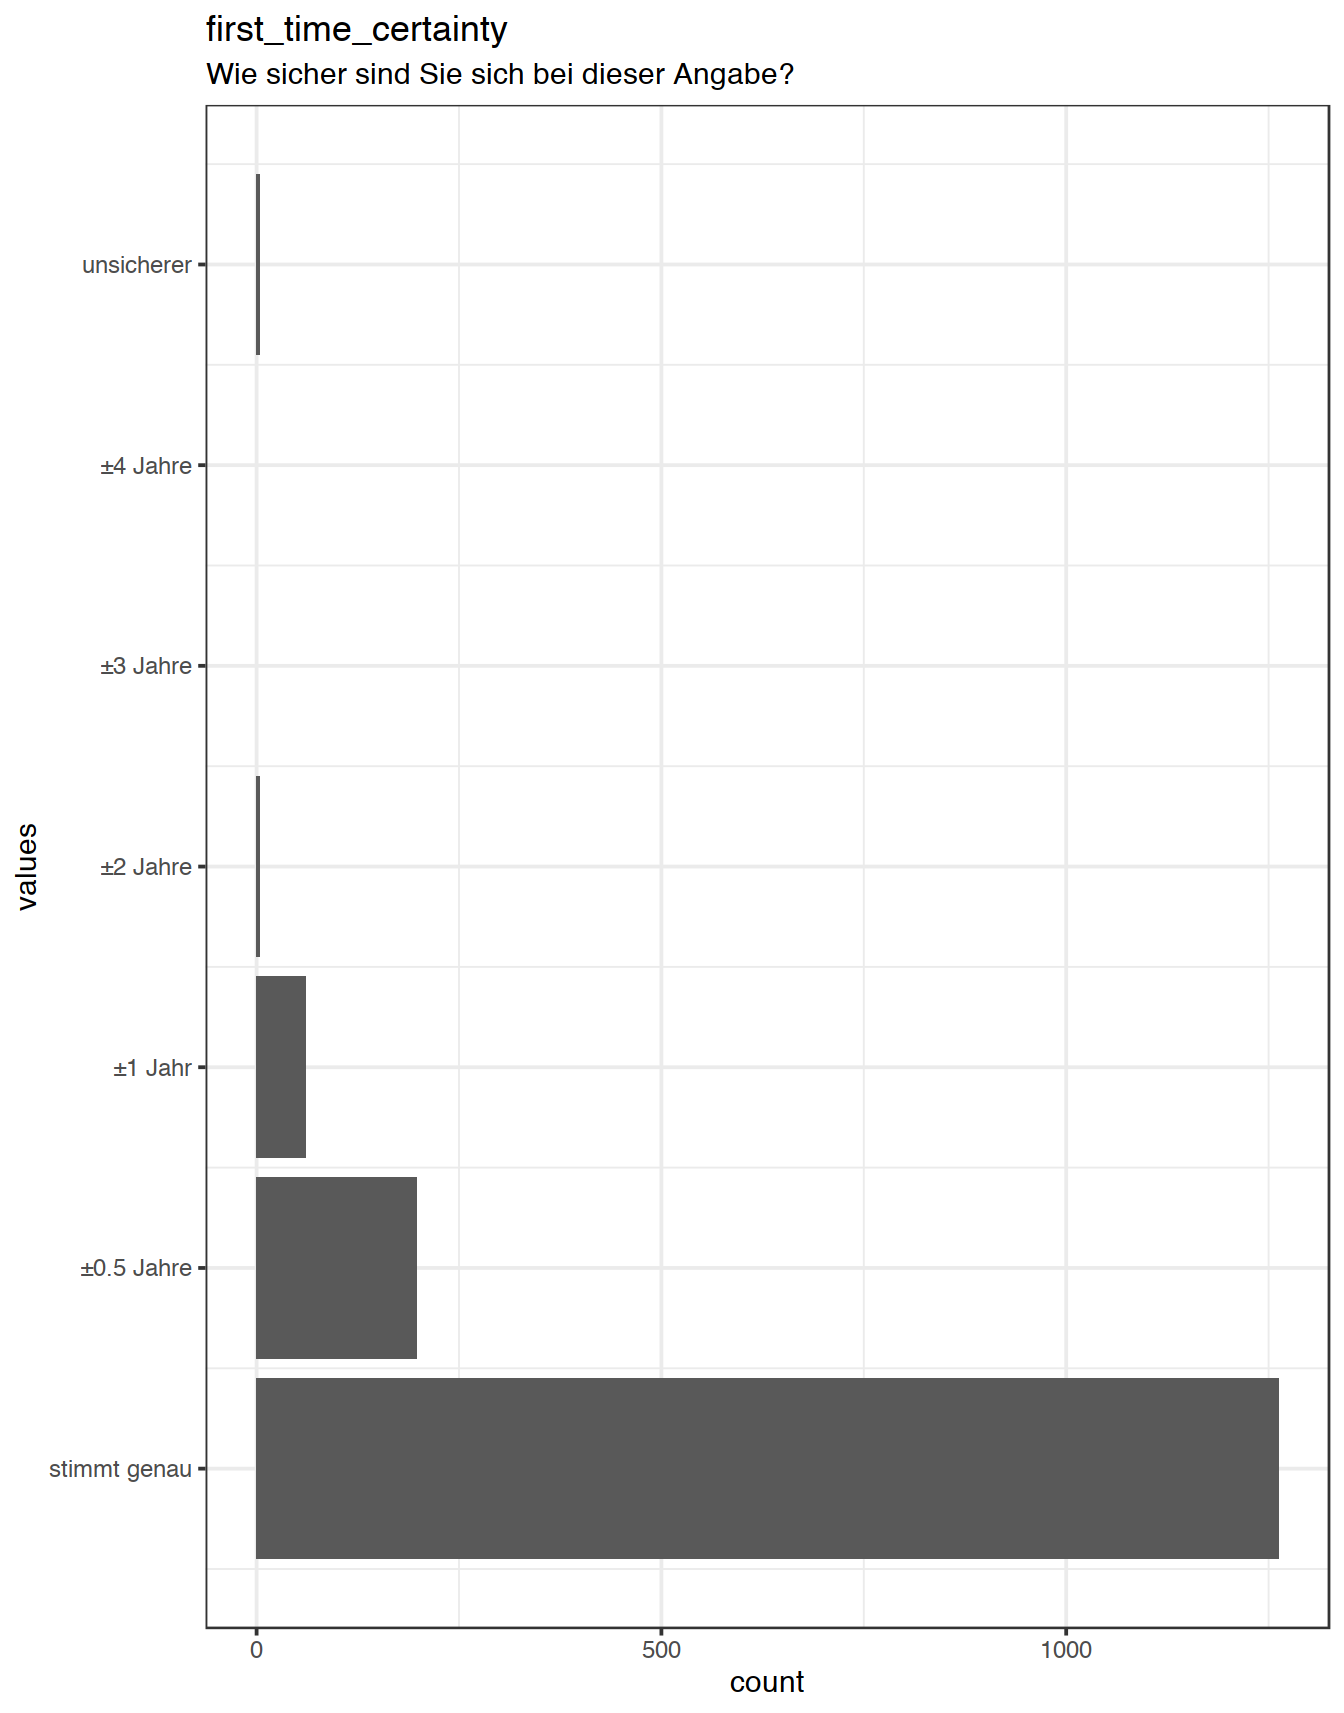 first_time_certainty
Wie sicher sind Sie sich bei dieser Angabe?
values
unsicherer
±4 Jahre
±3 Jahre
±2 Jahre
±1 Jahr
±0.5 Jahre
stimmt genau
0 500 1000
count